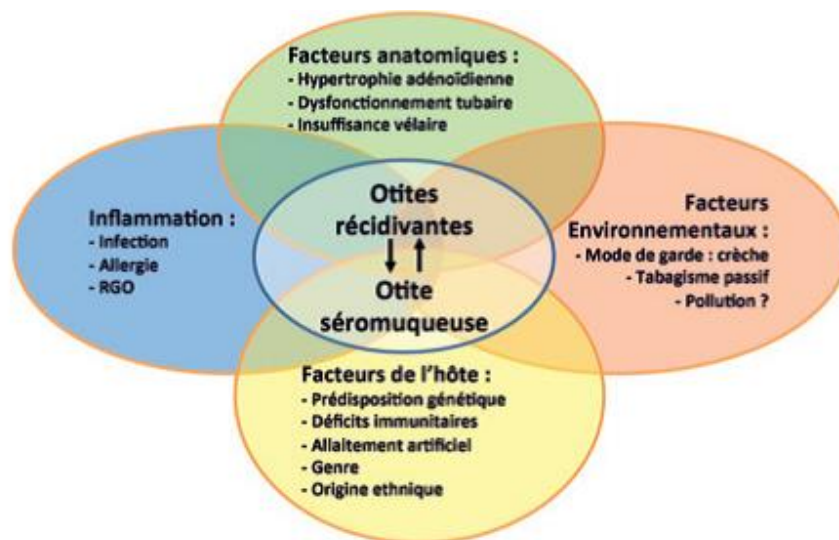 Facteurs anatomiques :
- Hypertrophie adénoïdienne
- Dysfonctionnement tubaire
- Insuffisance vélaire
Inflammation :
- Infection
- Allergie
- RGO
Otites
récidivantes
Otite
séromuqueuse
Facteurs
Environnementaux :
- Mode de garde : crèche
- Tabagisme passif
- Pollution ?
Facteurs de l'hôte :
- Prédisposition génétique
- Déficits immunitaires
- Allaitement artificiel
- Genre
- Origine ethnique